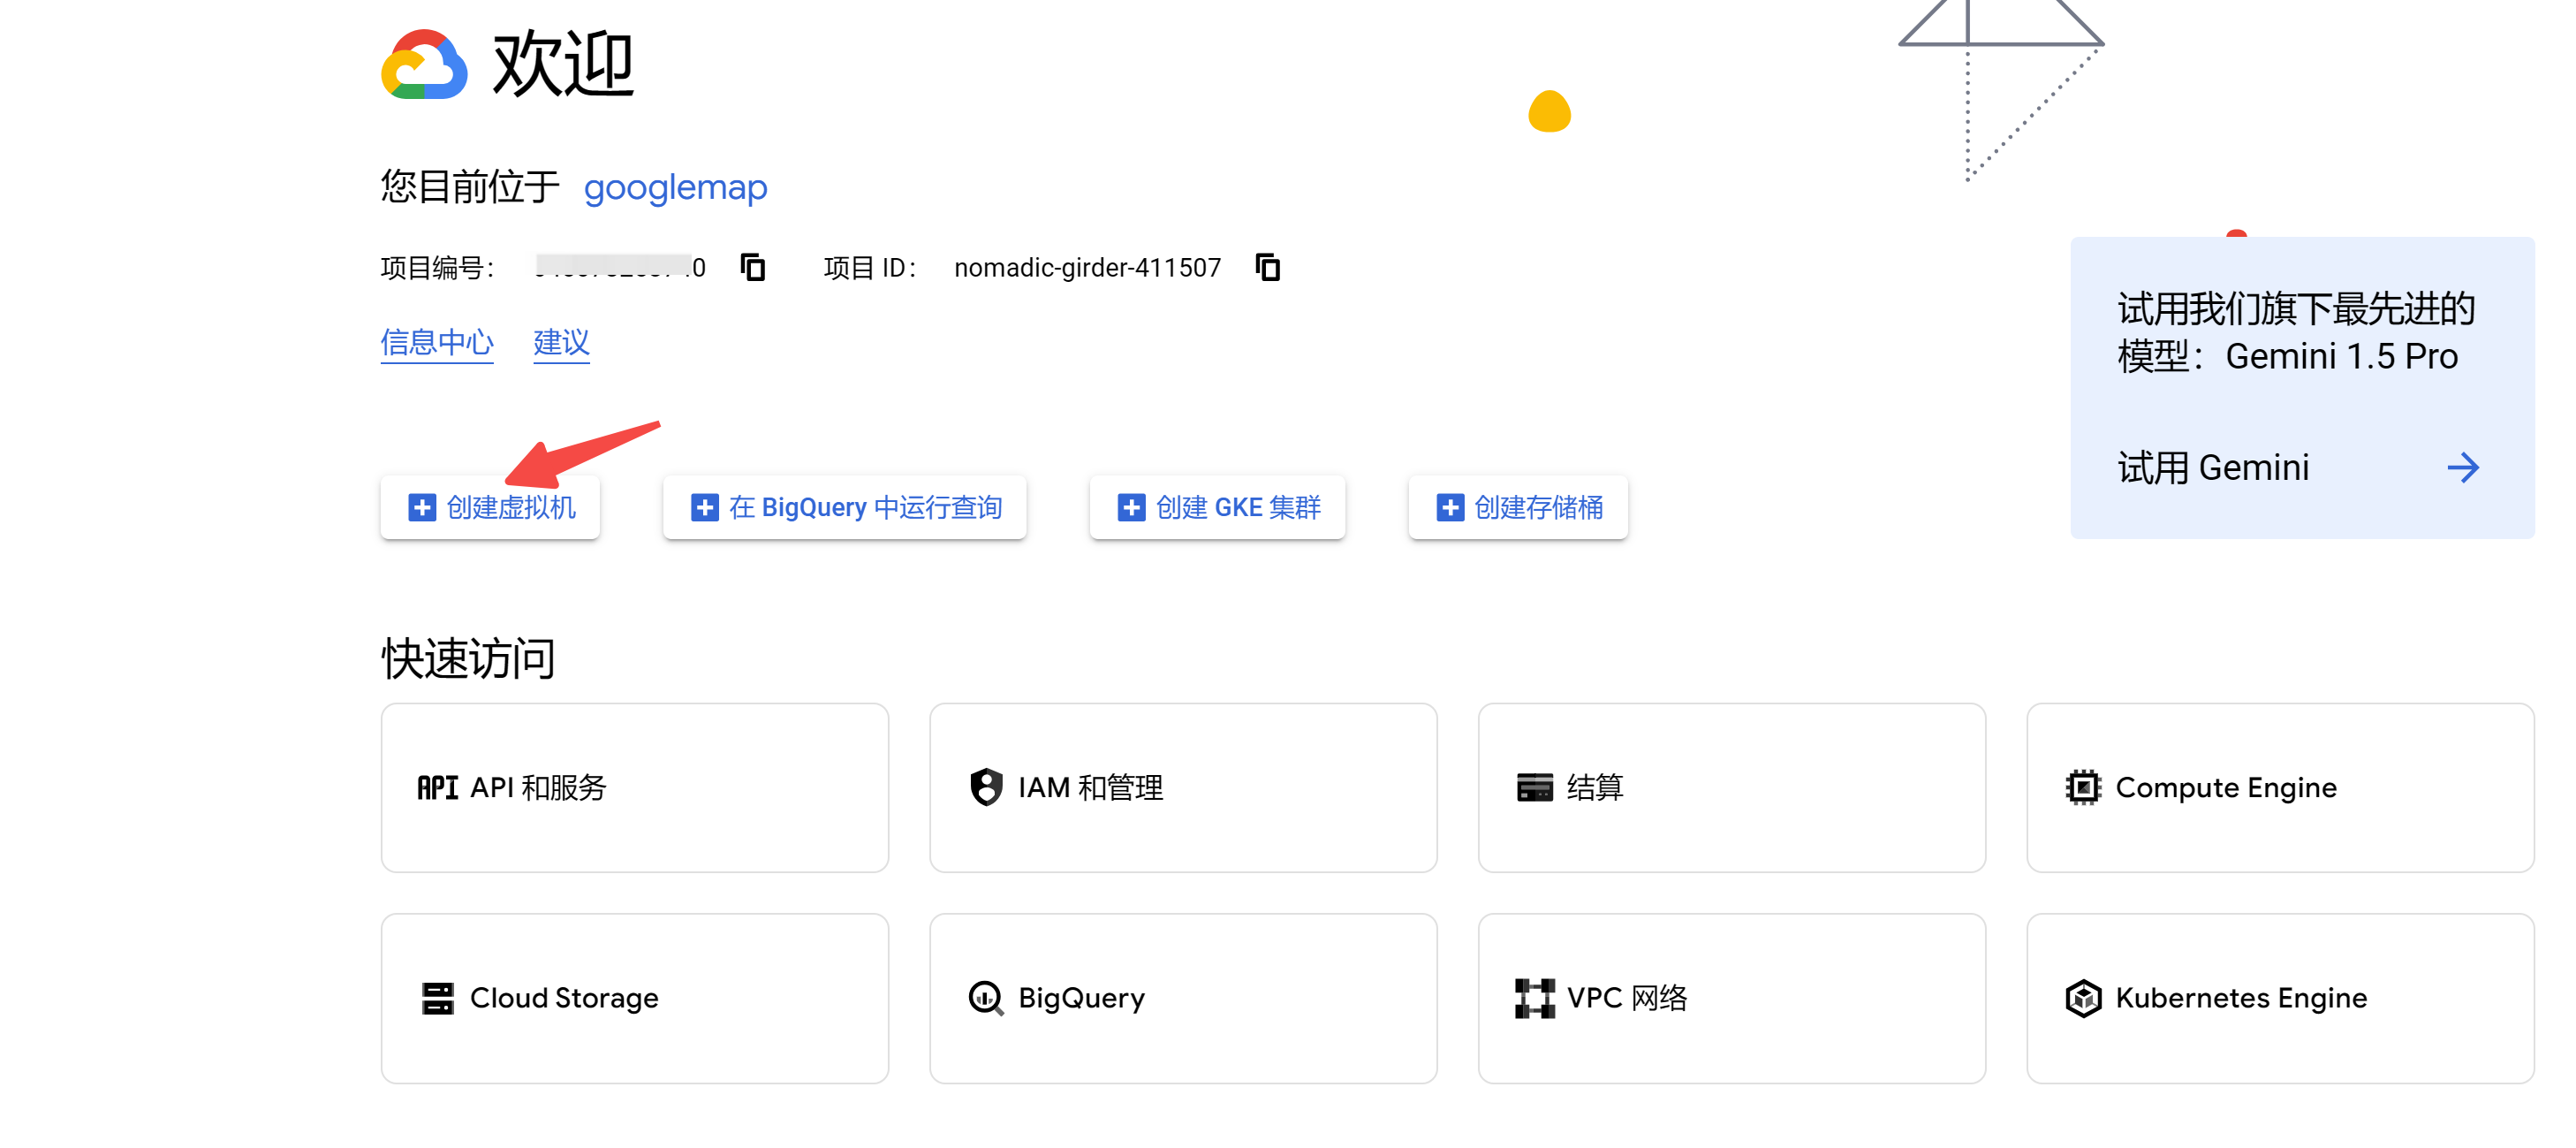 欢迎
您目前位于 googlemap
项目编号： 0 项目 ID： nomadic-girder-411507
信息中心 建议
试用我们旗下最先进的
模型：Gemini 1.5 Pro
试用 Gemini
创建虚拟机 在 BigQuery 中运行查询 创建 GKE 集群 创建存储桶
快速访问
API API 和服务 IAM 和管理 结算 Compute Engine
Cloud Storage BigQuery VPC 网络 Kubernetes Engine